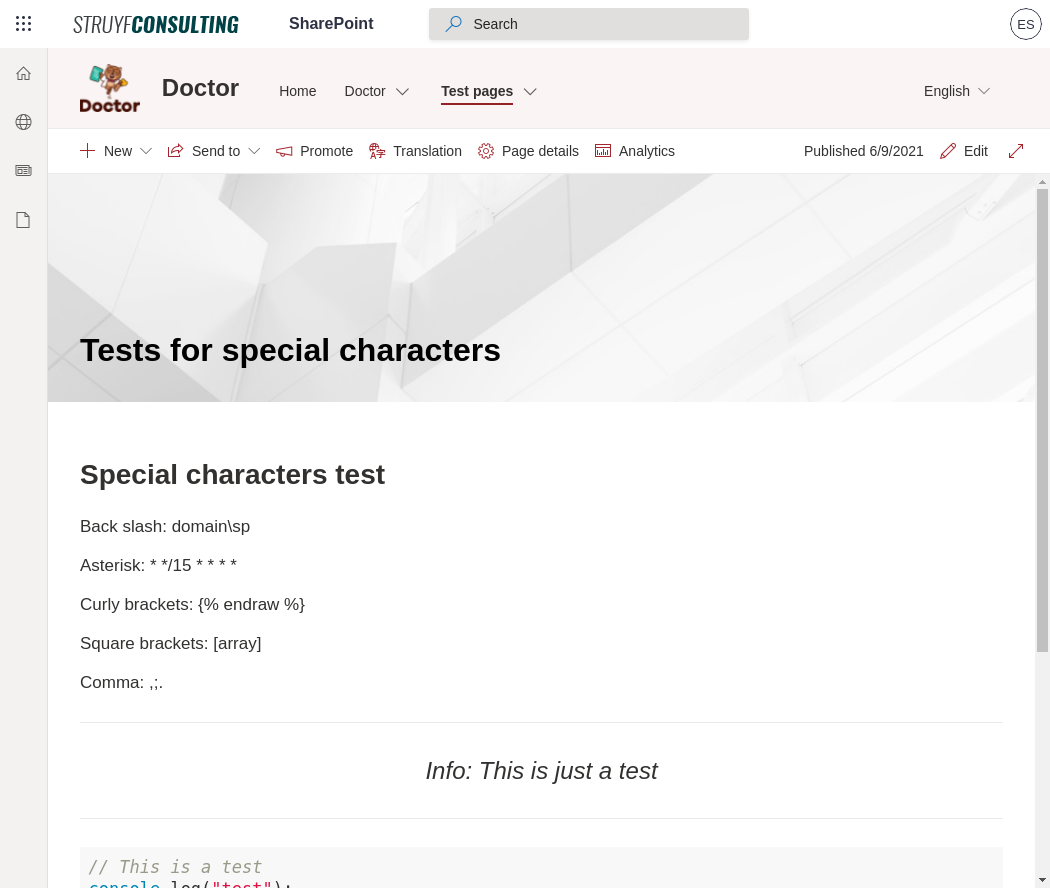 STRUYFCONSULTING SharePoint Search ES
Doctor Doctor Home Doctor Test pages English
New Send to Promote Translation Page details Analytics Published 6/9/2021 Edit
Tests for special characters
Special characters test
Back slash: domain\sp
Asterisk: * */15 * * * *
Curly brackets: {% endraw %}
Square brackets: [array]
Comma: ,;.
Info: This is just a test
// This is a test
console.log("test");